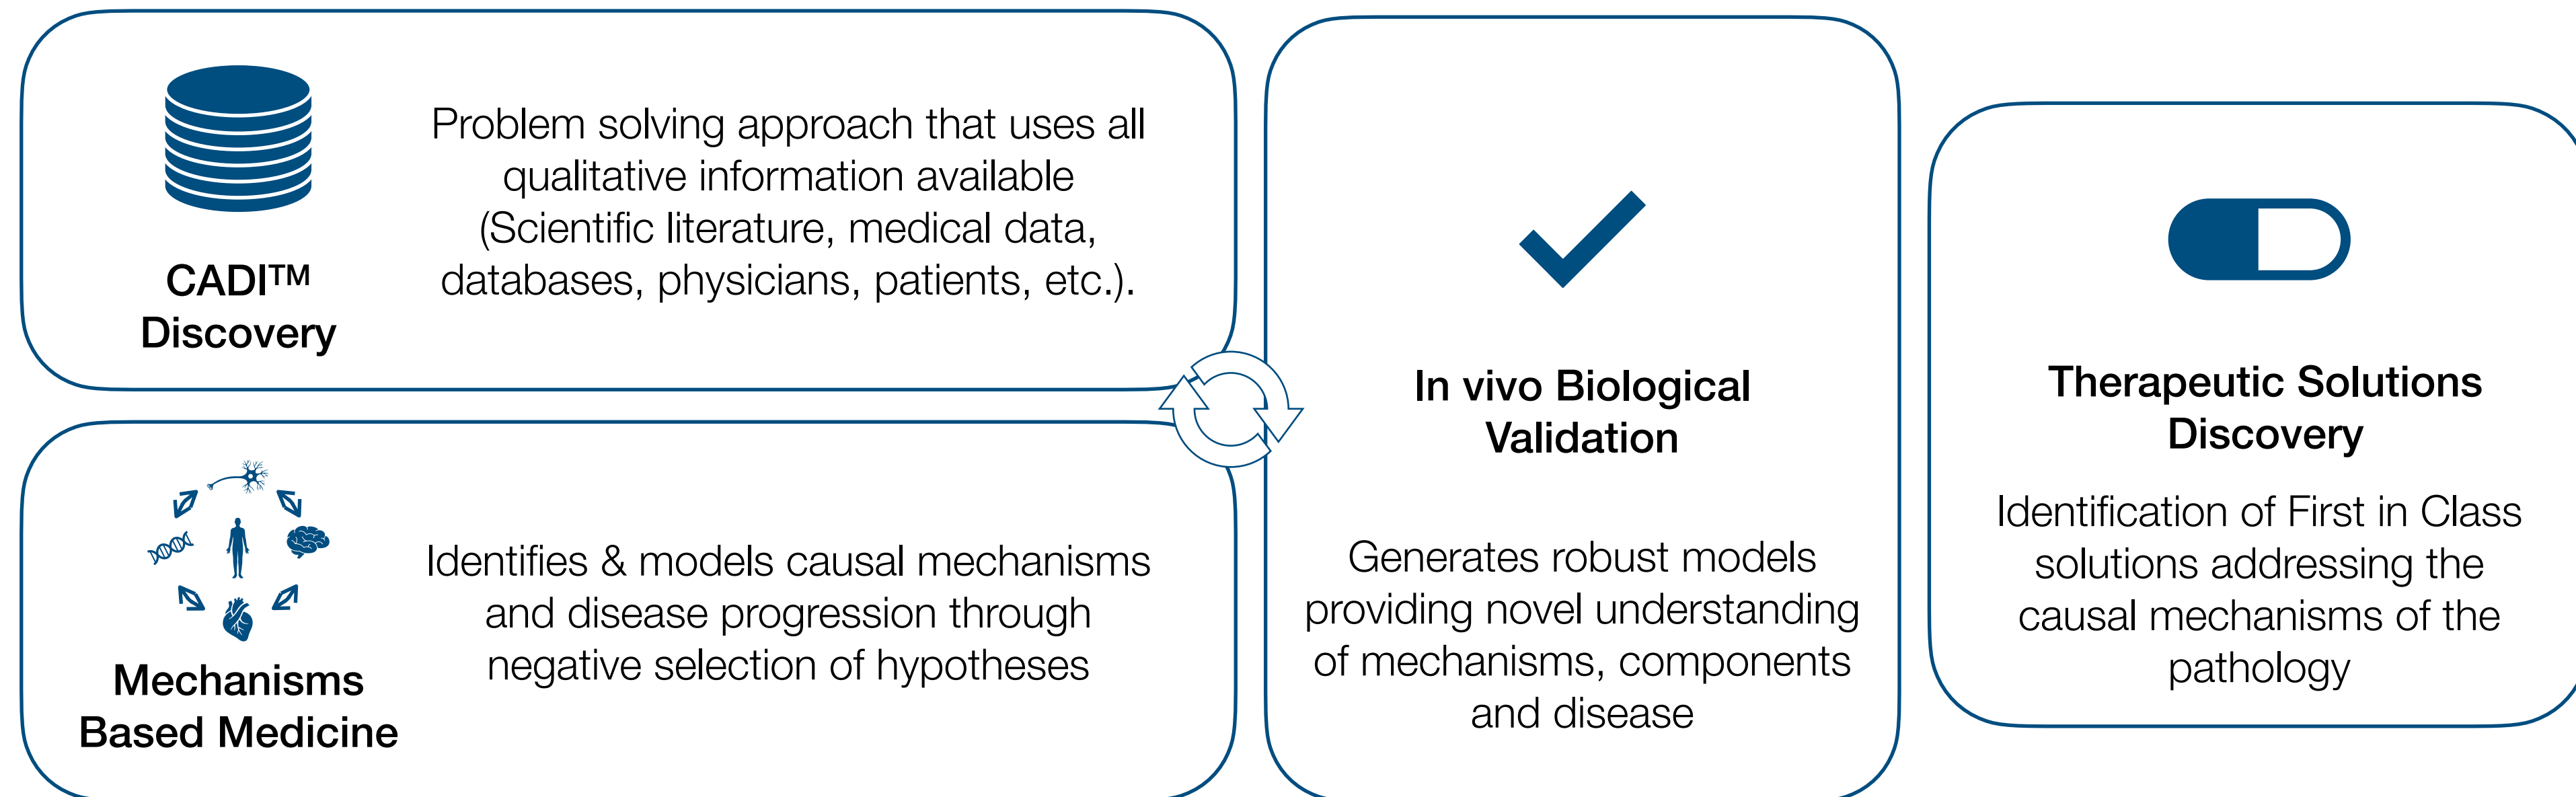 CADI™
Discovery
Problem solving approach that uses all
qualitative information available
(Scientific literature, medical data,
databases, physicians, patients, etc.).
Mechanisms
Based Medicine
Identifies & models causal mechanisms
and disease progression through
negative selection of hypotheses
In vivo Biological
Validation
Generates robust models
providing novel understanding
of mechanisms, components
and disease
Therapeutic Solutions
Discovery
Identification of First in Class
solutions addressing the
causal mechanisms of the
pathology